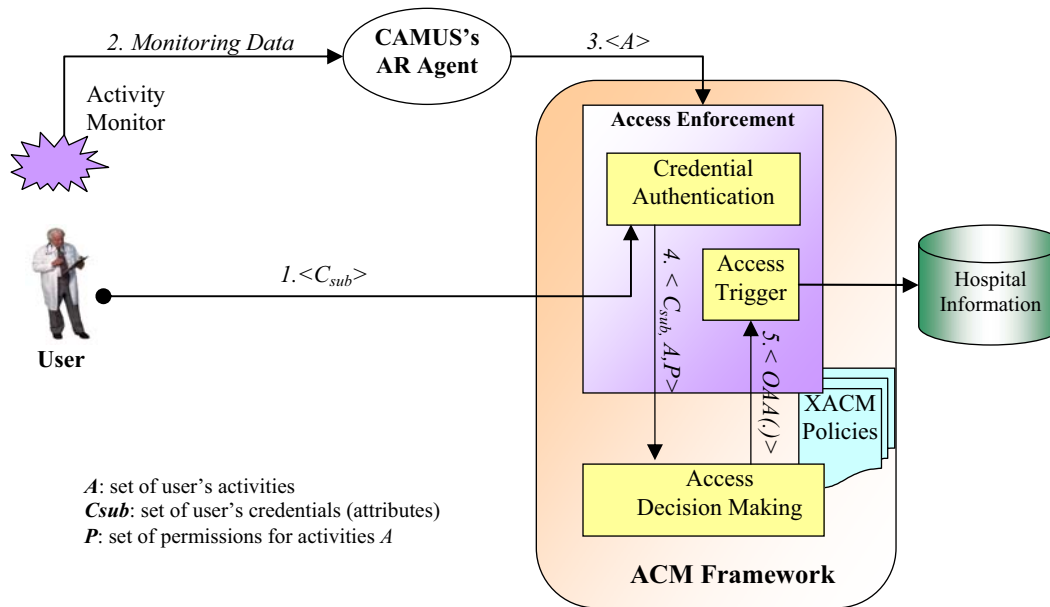 2. Monitoring Data
CAMUS's
AR Agent
3.<A>
Activity
Monitor
Access Enforcement
Credential
Authentication
1.<Csub>
User
4. < Csub, A,P>
Access
Trigger
5.< OAA(.)>
Hospital
Information
XACM
Policies
Access
Decision Making
A: set of user's activities
Csub: set of user's credentials (attributes)
P: set of permissions for activities A
ACM Framework